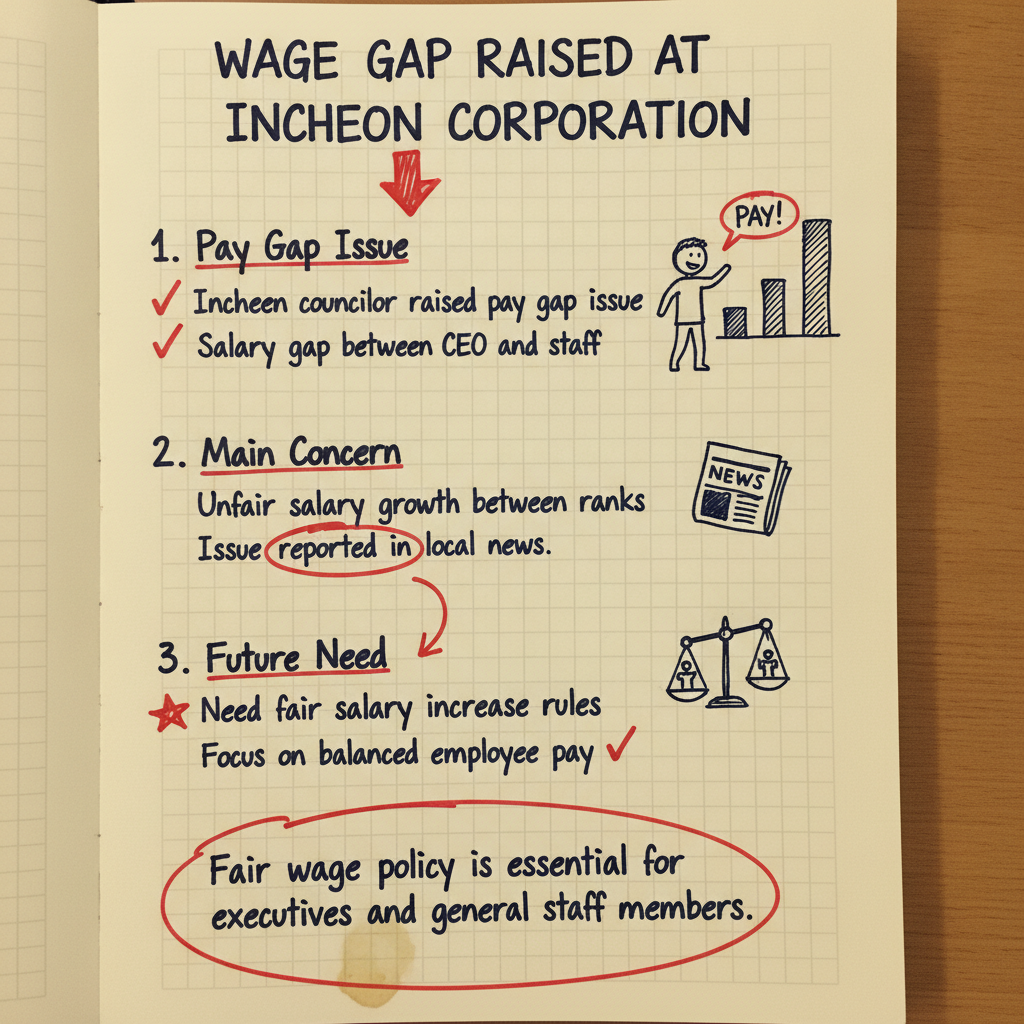 WAGE GAP RAISED AT
INCHEON CORPORATION
PAY!
1. Pay Gap Issue
Incheen councilor raised pay gap issue
Salary gap between CEO and staff
2. Main Concern
NEWS
Unfair salary growth between ranks
Issue reported in local news.
3. Future Need
Need fair salary increase rules
Focus on balanced employee pay
Fair wage policy is essential for
executives and general staff members.